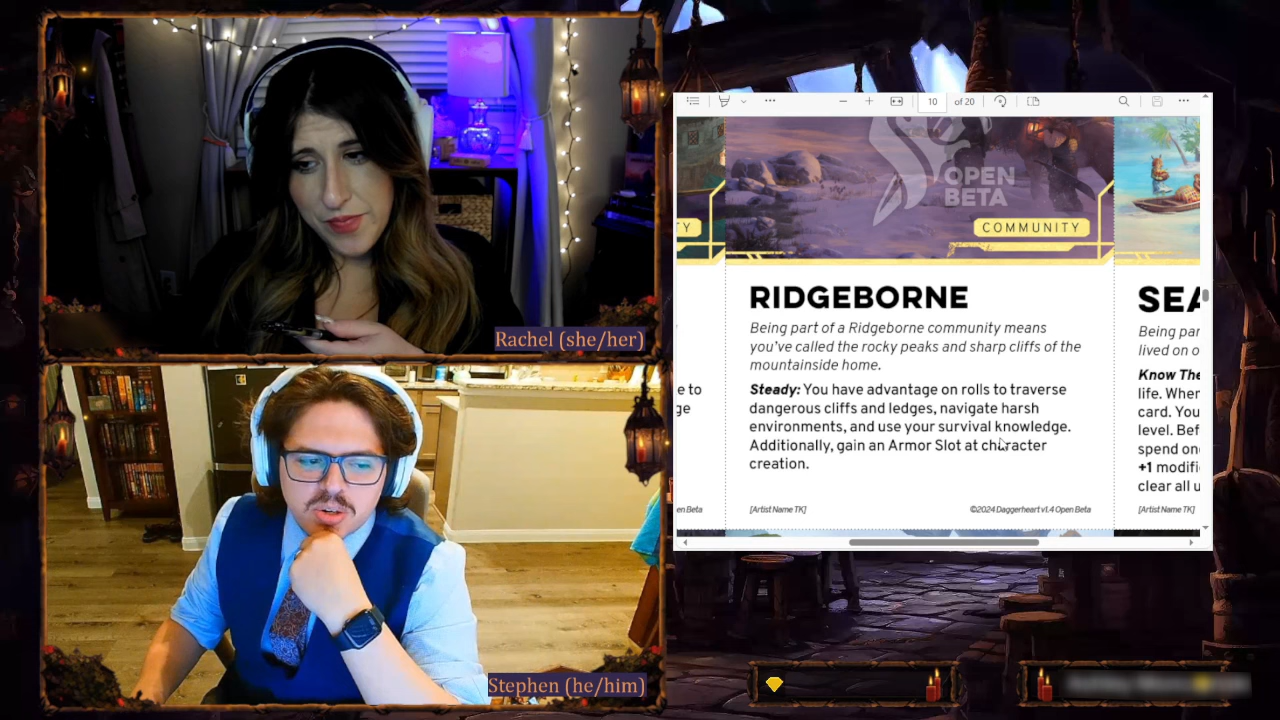 Rachel (she/her)
Stephen (he/him)
10 of 20
OPEN
BETA
TY
COMMUNITY
RIDGEBORNE
Being part of a Ridgeborne community means
you've called the rocky peaks and sharp cliffs of the
mountainside home.
Steady: You have advantage on rolls to traverse
dangerous cliffs and ledges, navigate harsh
environments, and use your survival knowledge.
Additionally, gain an Armor Slot at character
creation.
[Artist Name TK]
©2024 Daggerheart v1.4 Open Beta
e to
ge
en Beta
SEA
Being par
lived on o
Know The
life. When
card. You
level. Bef
spend on
+1 modifi
clear all u
[Artist Name TK]